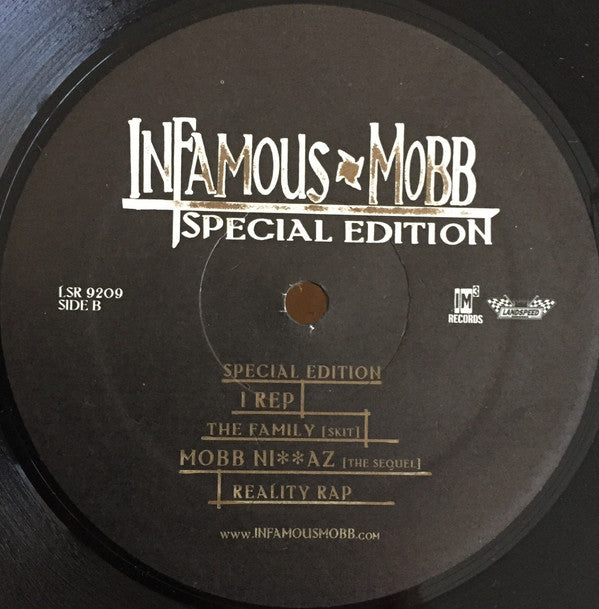 INFAMOUS MOBB
SPECIAL EDITION
LSR 9209
SIDE B
IM3
RECORDS
LANDSPEED
SPECIAL EDITION
I REP
THE FAMILY [SKIT]
MOBB NI**AZ [THE SEQUEL]
REALITY RAP
WWW.INFAMOUSMOBB.COM